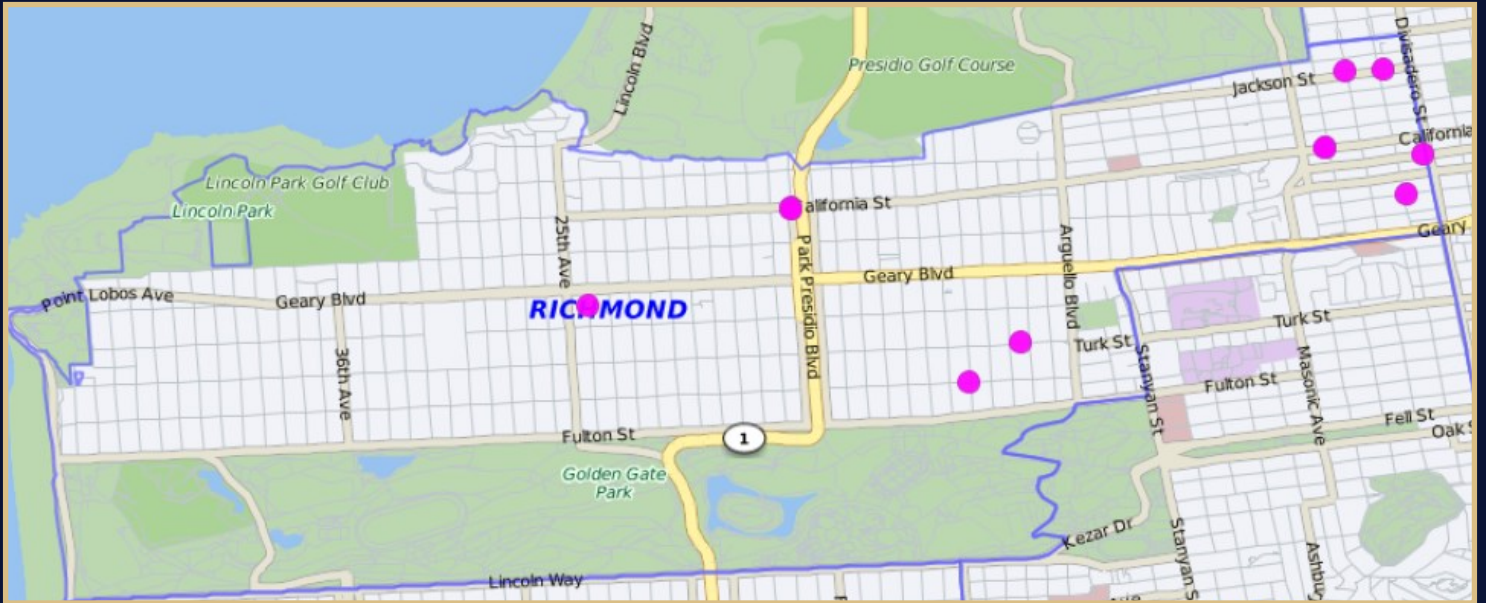 Lincoln Blvd
Presidio Golf Course
Divisadero St
Jackson St
California
Lincoln Park Golf Club
Lincoln Park
25th Ave
alifornia St
Park Presidio Blvd
Arguello Blvd
Geary
Point Lobos Ave
Geary Blvd
Geary Blvd
RICHMOND
Turk St
Turk St
36th Ave
Stanyan St
Masonic Ave
Fulton St
Fulton St
1
Fell St
Oak S
Golden Gate
Park
Kezar Dr
Stanyan S
Ashbu
Lincoln Way